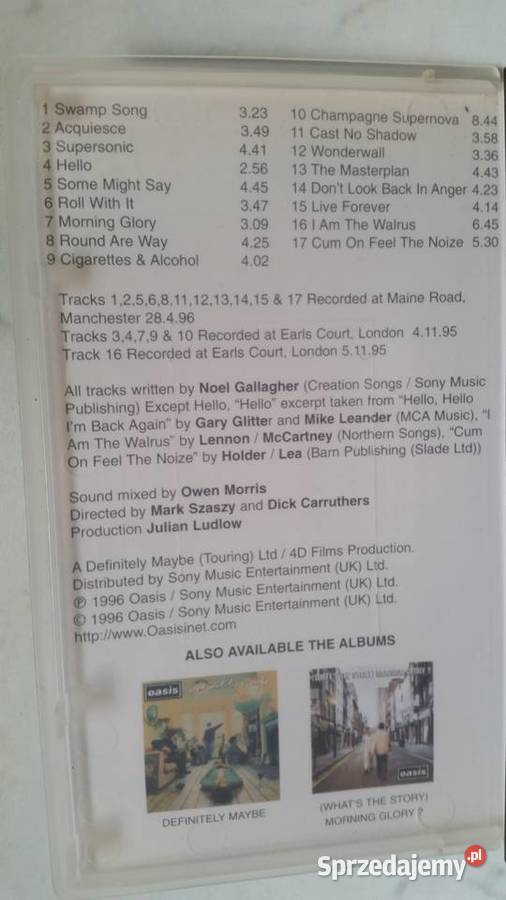 1 Swamp Song 3.23
2 Acquiesce 3.49
3 Supersonic 4.41
4 Hello 2.56
5 Some Might Say 4.45
6 Roll With It 3.47
7 Morning Glory 3.09
8 Round Are Way 4.25
9 Cigarettes & Alcohol 4.02
10 Champagne Supernova 8.44
11 Cast No Shadow 3.58
12 Wonderwall 3.36
13 The Masterplan 4.43
14 Don't Look Back In Anger 4.23
15 Live Forever 4.14
16 I Am The Walrus 6.45
17 Cum On Feel The Noize 5.30
Tracks 1,2,5,6,8,11,12,13,14,15 & 17 Recorded at Maine Road,
Manchester 28.4.96
Tracks 3,4,7,9 & 10 Recorded at Earls Court, London 4.11.95
Track 16 Recorded at Earls Court, London 5.11.95
All tracks written by Noel Gallagher (Creation Songs / Sony Music
Publishing) Except Hello, "Hello" excerpt taken from "Hello, Hello
I'm Back Again" by Gary Glitter and Mike Leander (MCA Music), "I
Am The Walrus" by Lennon / McCartney (Northern Songs), "Cum
On Feel The Noize" by Holder / Lea (Barn Publishing (Slade Ltd))
Sound mixed by Owen Morris
Directed by Mark Szaszy and Dick Carruthers
Production Julian Ludlow
A Definitely Maybe (Touring) Ltd / 4D Films Production.
Distributed by Sony Music Entertainment (UK) Ltd.
℗ 1996 Oasis / Sony Music Entertainment (UK) Ltd.
© 1996 Oasis / Sony Music Entertainment (UK) Ltd.
http://www.Oasisinet.com
ALSO AVAILABLE THE ALBUMS
oasis
oasis
DEFINITELY MAYBE
(WHAT'S THE STORY)
MORNING GLORY ?
Sprzedajemy.pl